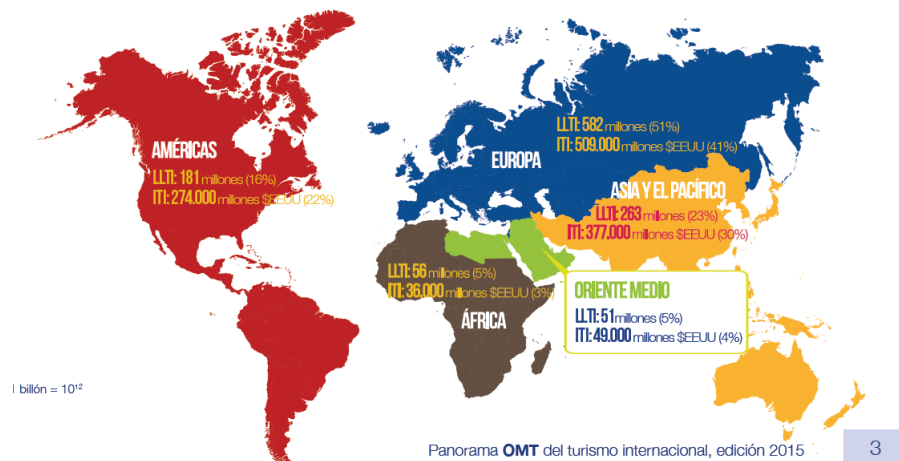 AMÉRICAS
LLTI: 181 millones (16%)
ITI: 274.000 millones $EEUU (22%)
EUROPA
LLTI: 582 millones (51%)
ITI: 509.000 millones $EEUU (41%)
ASIA Y EL PACÍFICO
LLTI: 263 millones (23%)
ITI: 377,000 millones $EEUU (30%)
LLTI: 56 millones (5%)
ITI: 36.000 millones $EEUU (3%)
ÁFRICA
ORIENTE MEDIO
LLTI: 51 millones (5%)
ITI: 49.000 millones $EEUU (4%)
1 billón = 10¹²
Panorama OMT del turismo internacional, edición 2015
3